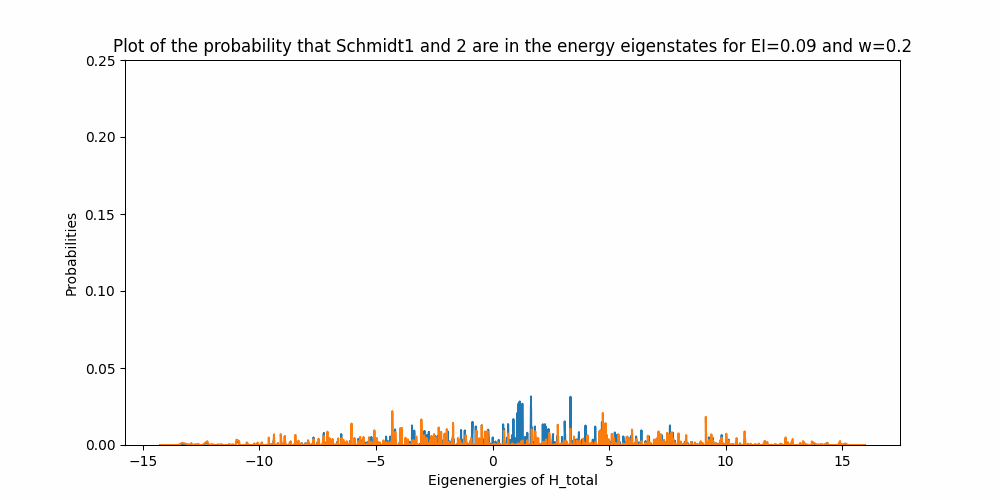 Plot of the probability that Schmidt1 and 2 are in the energy eigenstates for EI=0.09 and w=0.2
0.25
0.20
0.15
0.10
0.05
0.00
Probabilities
−15 −10 −5 0 5 10 15
Eigenenergies of H_total